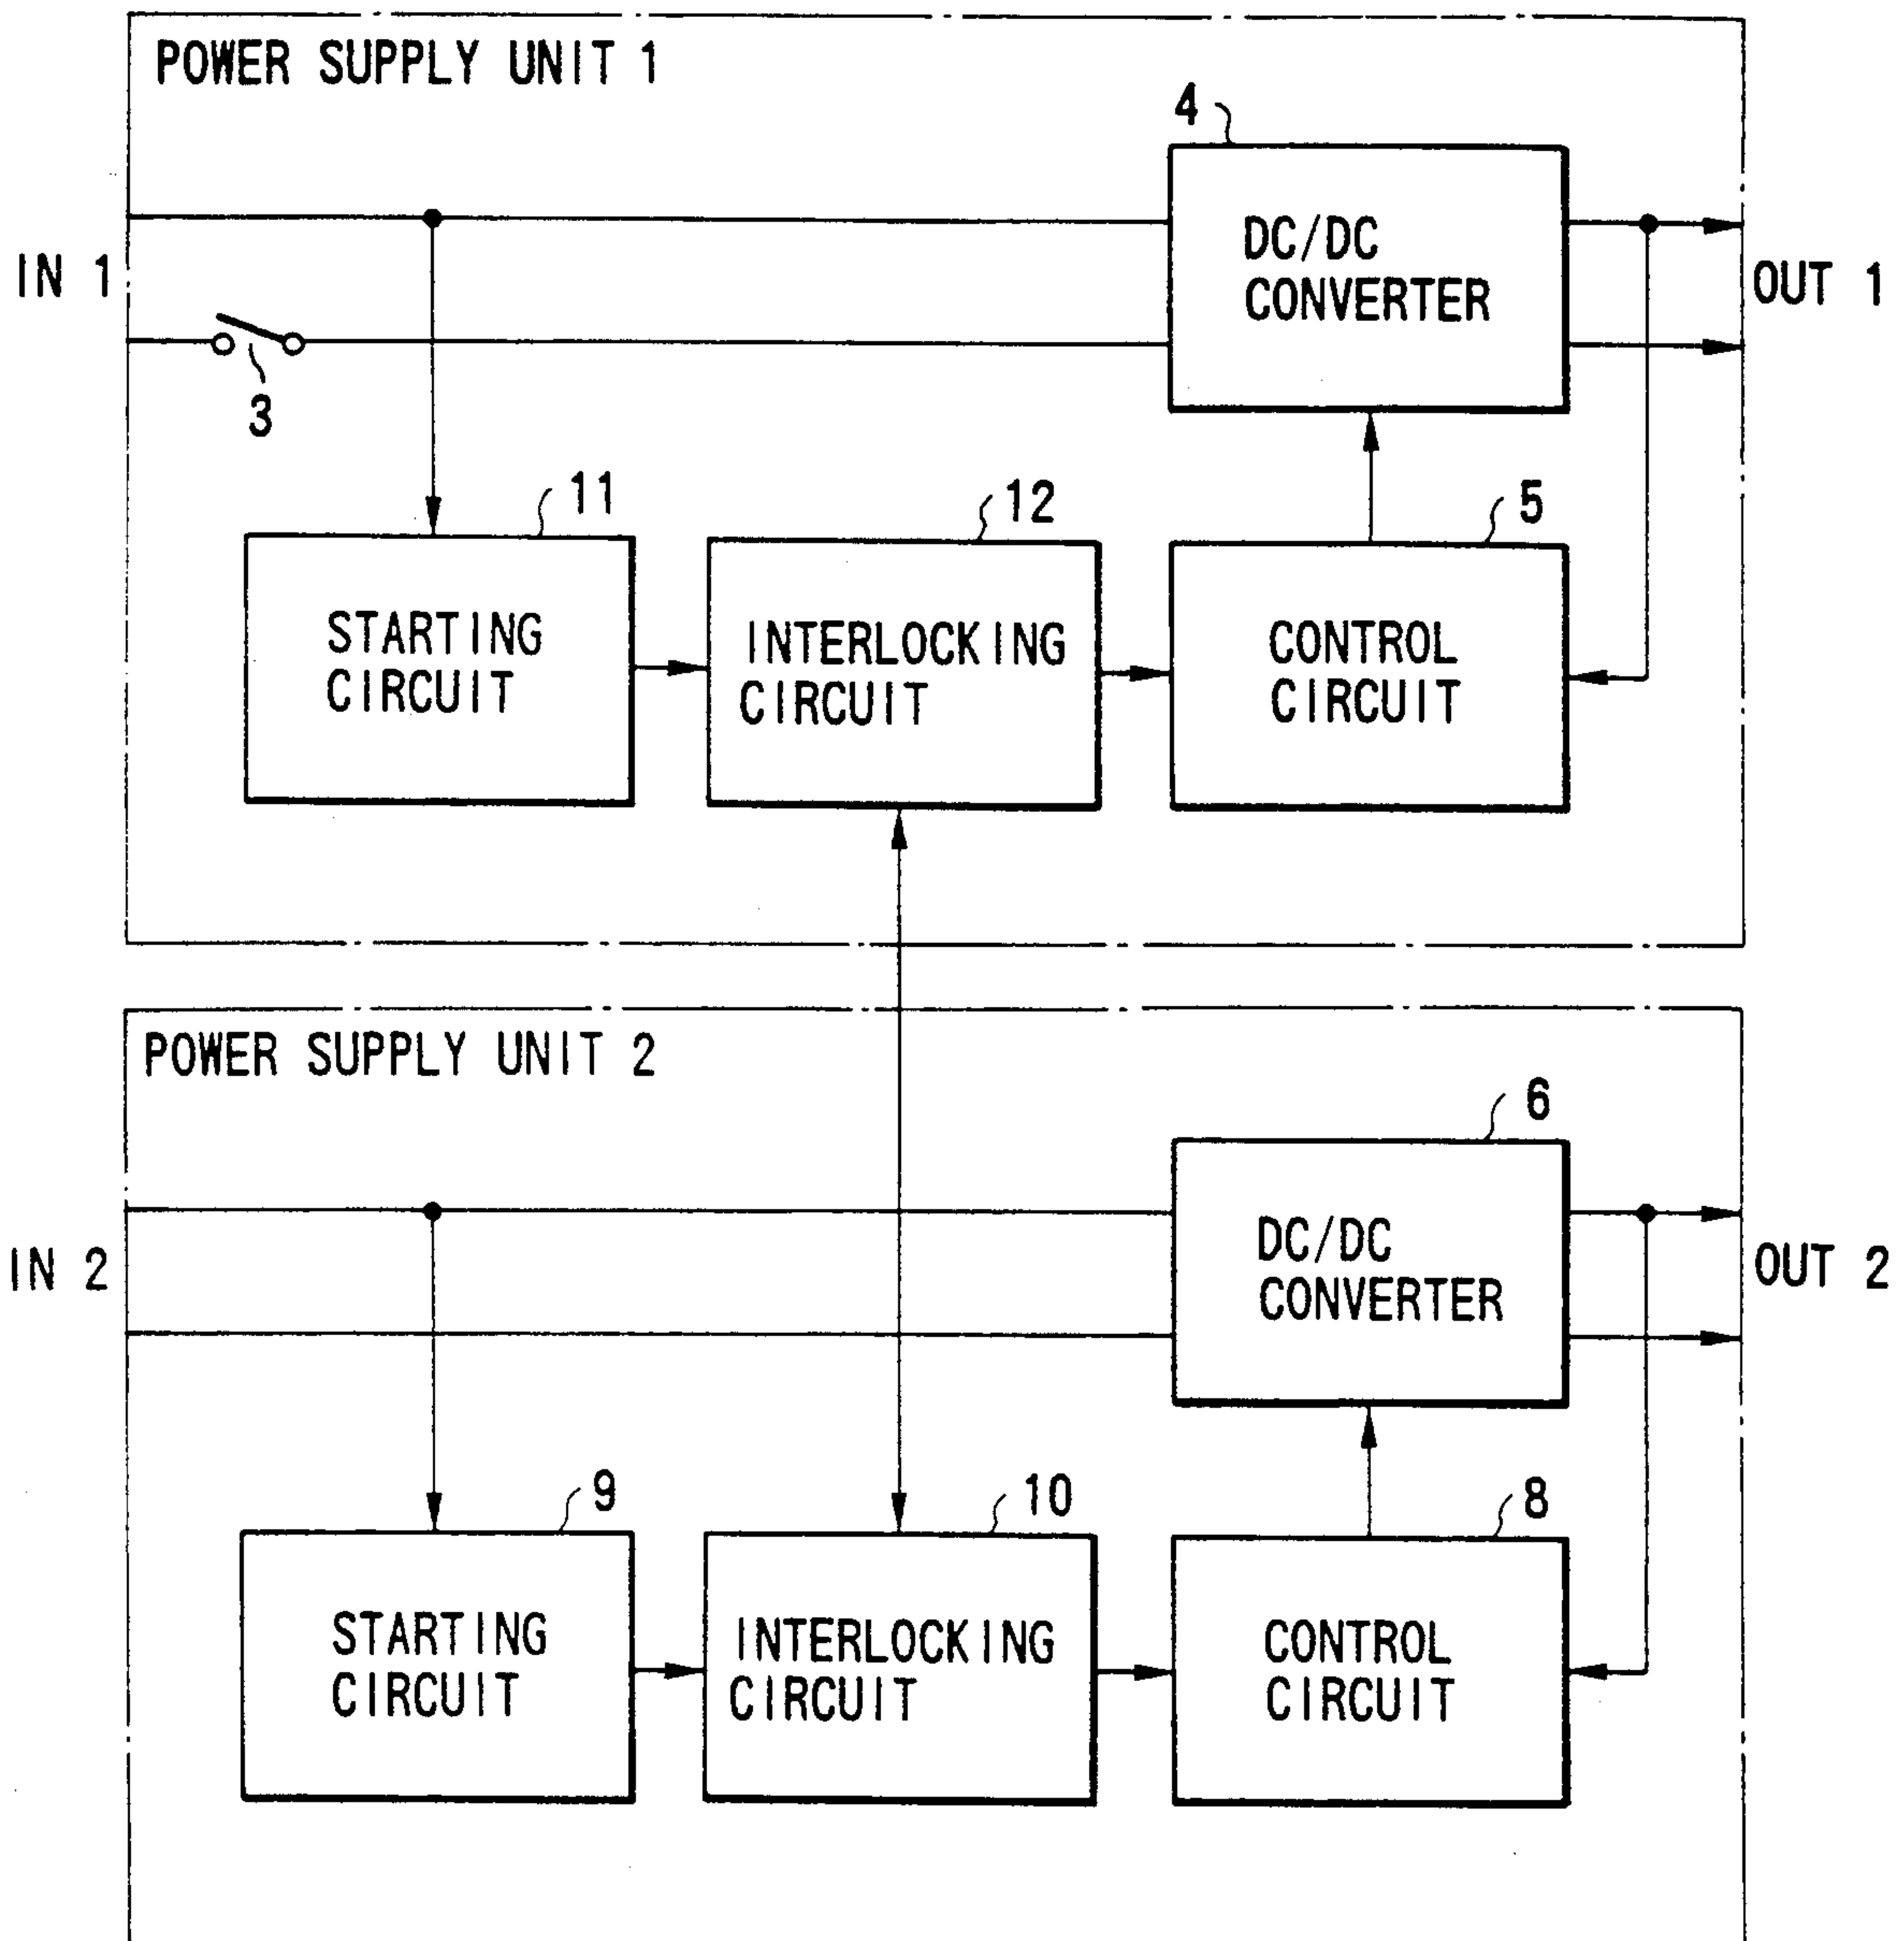 POWER SUPPLY UNIT 1
4
DC/DC
CONVERTER
IN 1
OUT 1
3
11
12
5
STARTING
CIRCUIT
INTERLOCKING
CIRCUIT
CONTROL
CIRCUIT
POWER SUPPLY UNIT 2
6
DC/DC
CONVERTER
IN 2
OUT 2
9
10
8
STARTING
CIRCUIT
INTERLOCKING
CIRCUIT
CONTROL
CIRCUIT